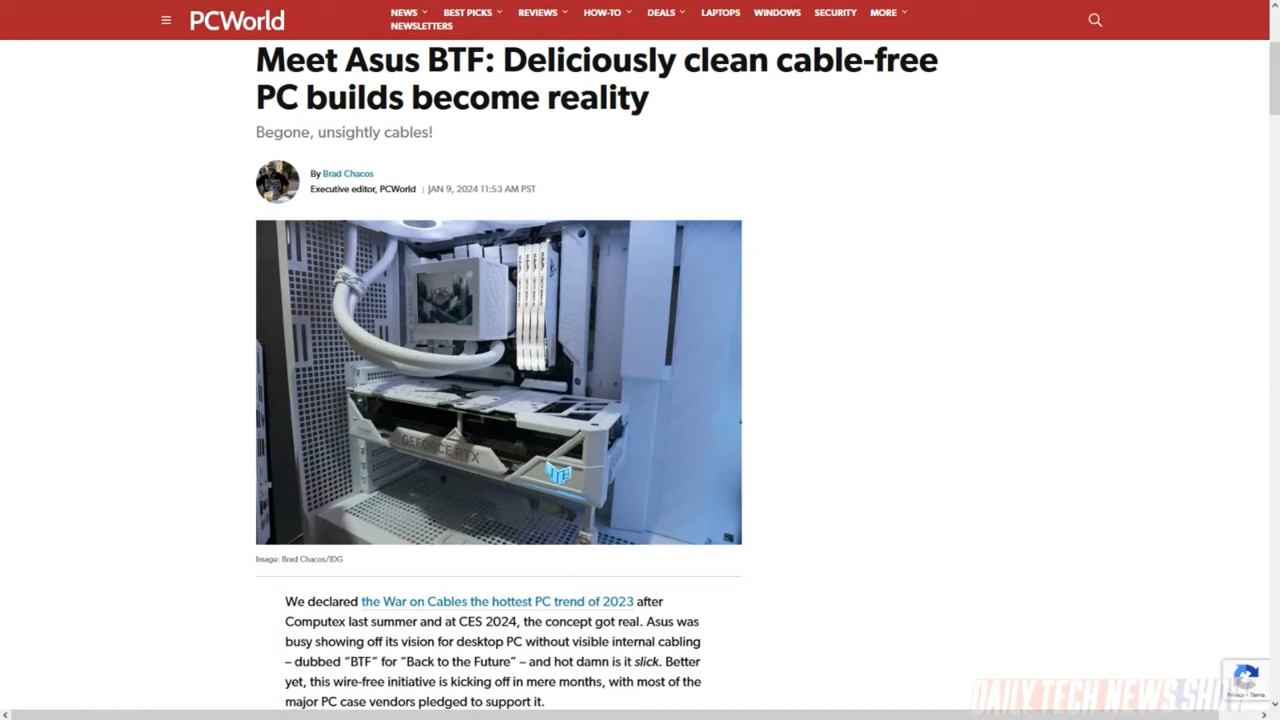 PCWorld
NEWS
BEST PICKS
REVIEWS
HOW-TO
DEALS
LAPTOPS
WINDOWS
SECURITY
MORE
NEWSLETTERS
Meet Asus BTF: Deliciously clean cable-free
PC builds become reality
Begone, unsightly cables!
By Brad Chacos
Executive editor, PCWorld | JAN 9, 2024 11:53 AM PST
GEFORCE RTX
Image: Brad Chacos/IDG
We declared the War on Cables the hottest PC trend of 2023 after
Computex last summer and at CES 2024, the concept got real. Asus was
busy showing off its vision for desktop PC without visible internal cabling
– dubbed “BTF” for “Back to the Future” – and hot damn is it slick. Better
yet, this wire-free initiative is kicking off in mere months, with most of the
major PC case vendors pledged to support it.
Privacy - Terms
DAILY TECH NEWS SHOW